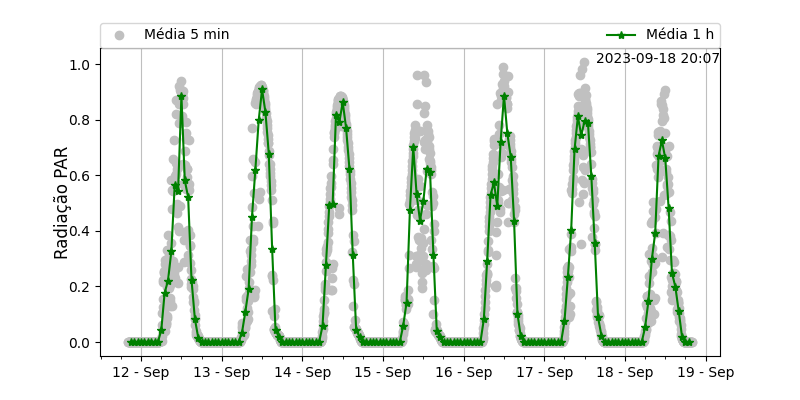 Média 5 min
Média 1 h
2023-09-18 20:07
Radiação PAR
1.0
0.8
0.6
0.4
0.2
0.0
12 - Sep
13 - Sep
14 - Sep
15 - Sep
16 - Sep
17 - Sep
18 - Sep
19 - Sep